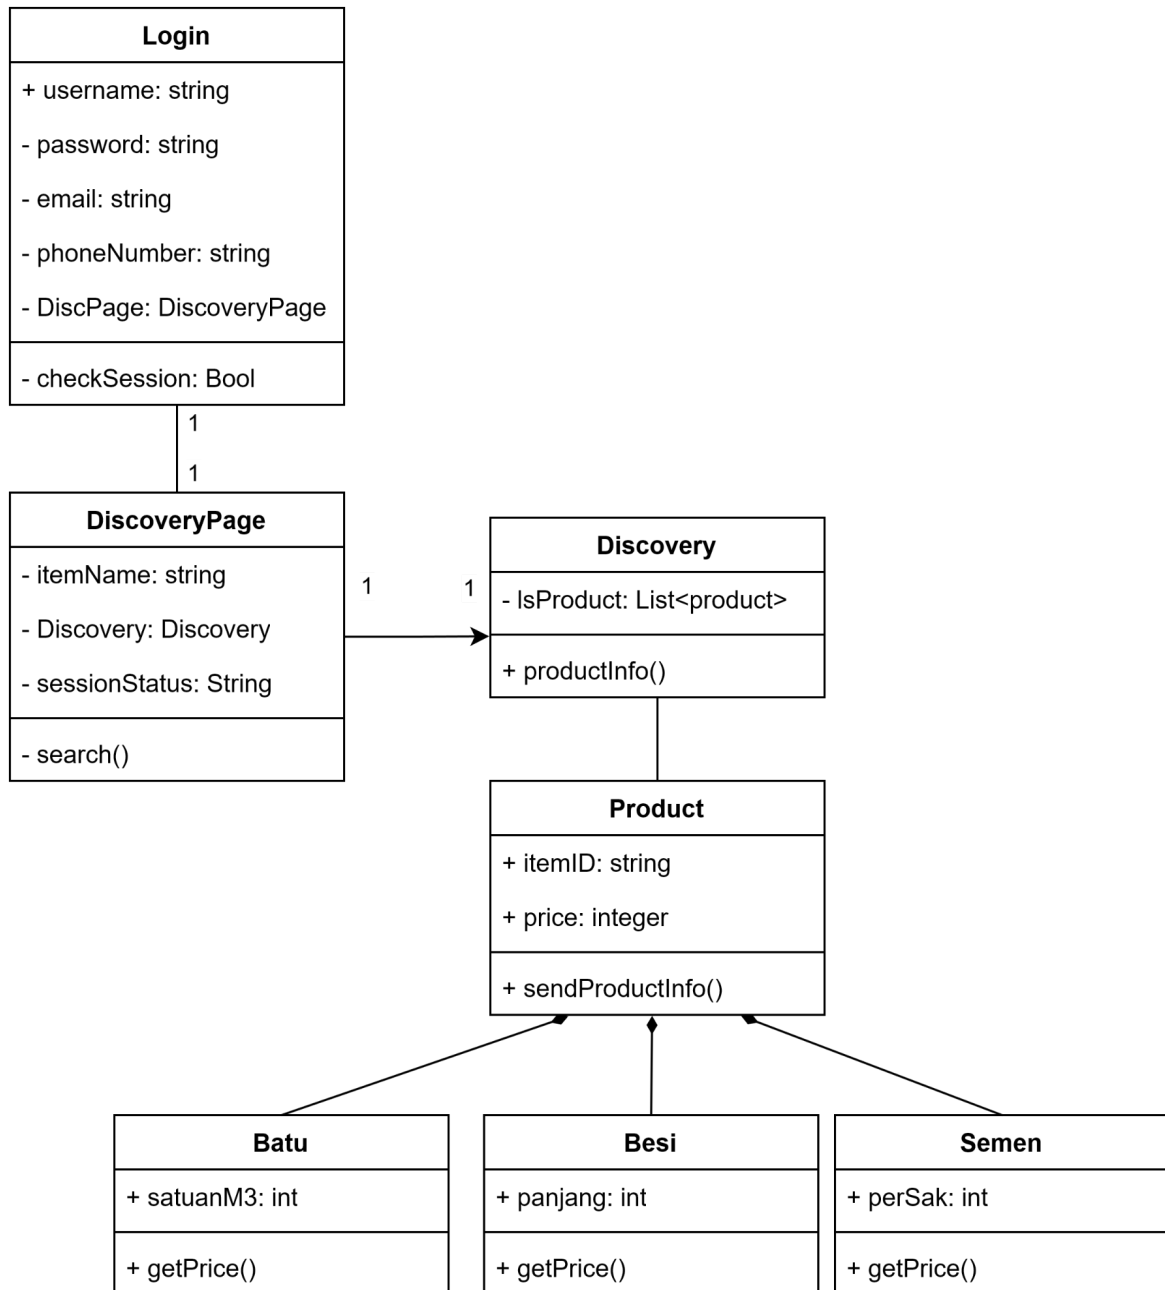 Login
+ username: string
- password: string
- email: string
- phoneNumber: string
- DiscPage: DiscoveryPage
- checkSession: Bool
1
1
DiscoveryPage
- itemName: string
- Discovery: Discovery
- sessionStatus: String
- search()
1
1
Discovery
- lsProduct: List<product>
+ productInfo()
Product
+ itemID: string
+ price: integer
+ sendProductInfo()
Batu
+ satuanM3: int
+ getPrice()
Besi
+ panjang: int
+ getPrice()
Semen
+ perSak: int
+ getPrice()